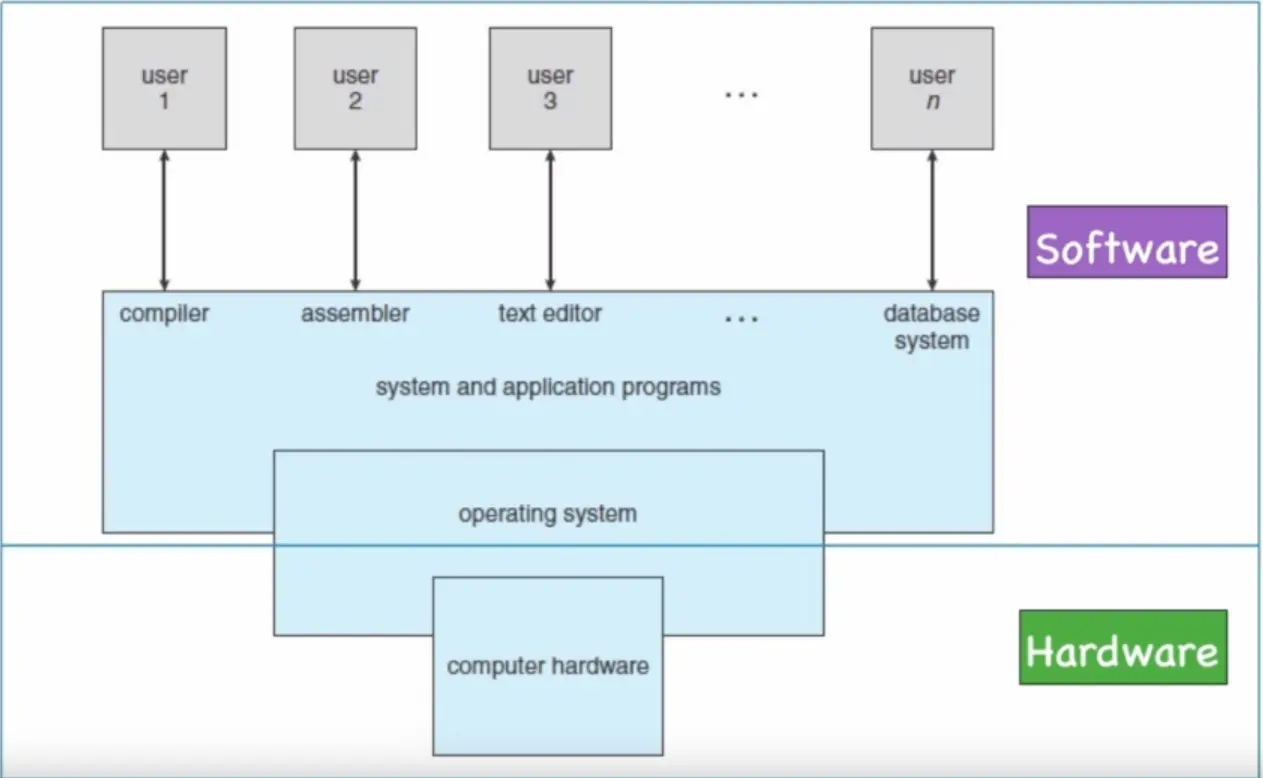 user
1
user
2
user
3
...
user
n
Software
compiler
assembler
text editor
...
database
system
system and application programs
operating system
computer hardware
Hardware